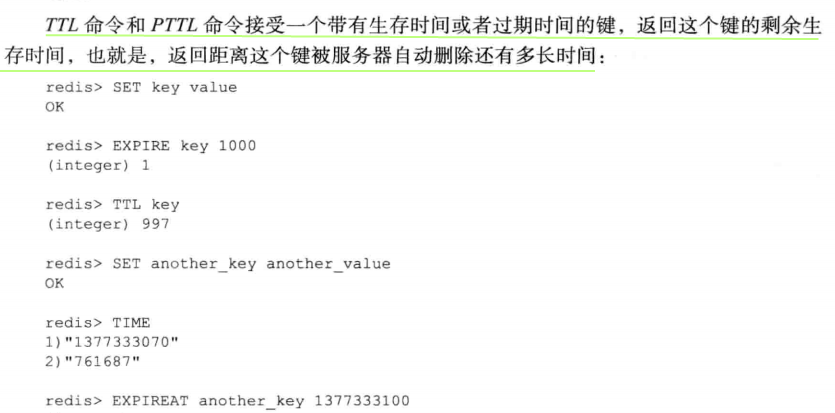 TTL 命令和 PTTL 命令接受一个带有生存时间或者过期时间的键，返回这个键的剩余生
存时间，也就是，返回距离这个键被服务器自动删除还有多长时间：
redis> SET key value
OK
redis> EXPIRE key 1000
(integer) 1
redis> TTL key
(integer) 997
redis> SET another_key another_value
OK
redis> TIME
1)"1377333070"
2)"761687"
redis> EXPIREAT another_key 1377333100